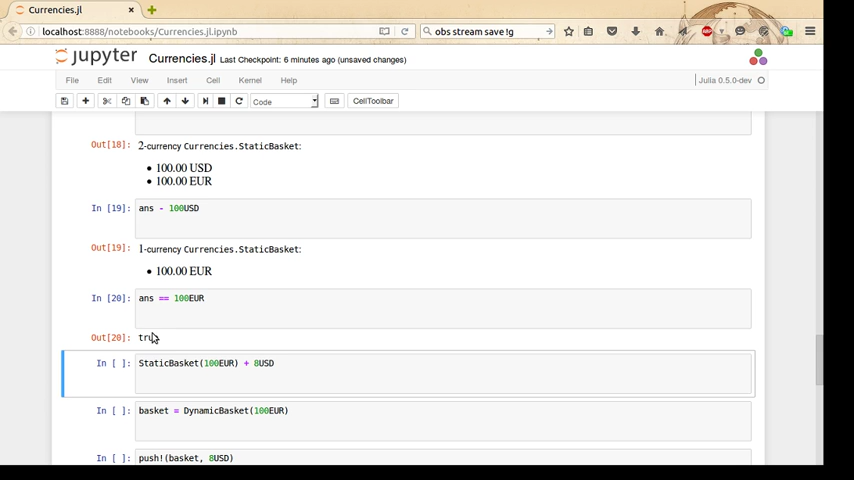 Currencies.jl
localhost:8888/notebooks/Currencies.jl.ipynb
obs stream save !g
ABP
jupyter Currencies.jl Last Checkpoint: 6 minutes ago (unsaved changes)
File Edit View Insert Cell Kernel Help Julia 0.5.0-dev
Code CellToolbar
Out[18]: 2-currency Currencies.StaticBasket:
• 100.00 USD
• 100.00 EUR
In [19]: ans - 100USD
Out[19]: 1-currency Currencies.StaticBasket:
• 100.00 EUR
In [20]: ans == 100EUR
Out[20]: true
In [ ]: StaticBasket(100EUR) + 8USD
In [ ]: basket = DynamicBasket(100EUR)
In [ ]: push!(basket, 8USD)